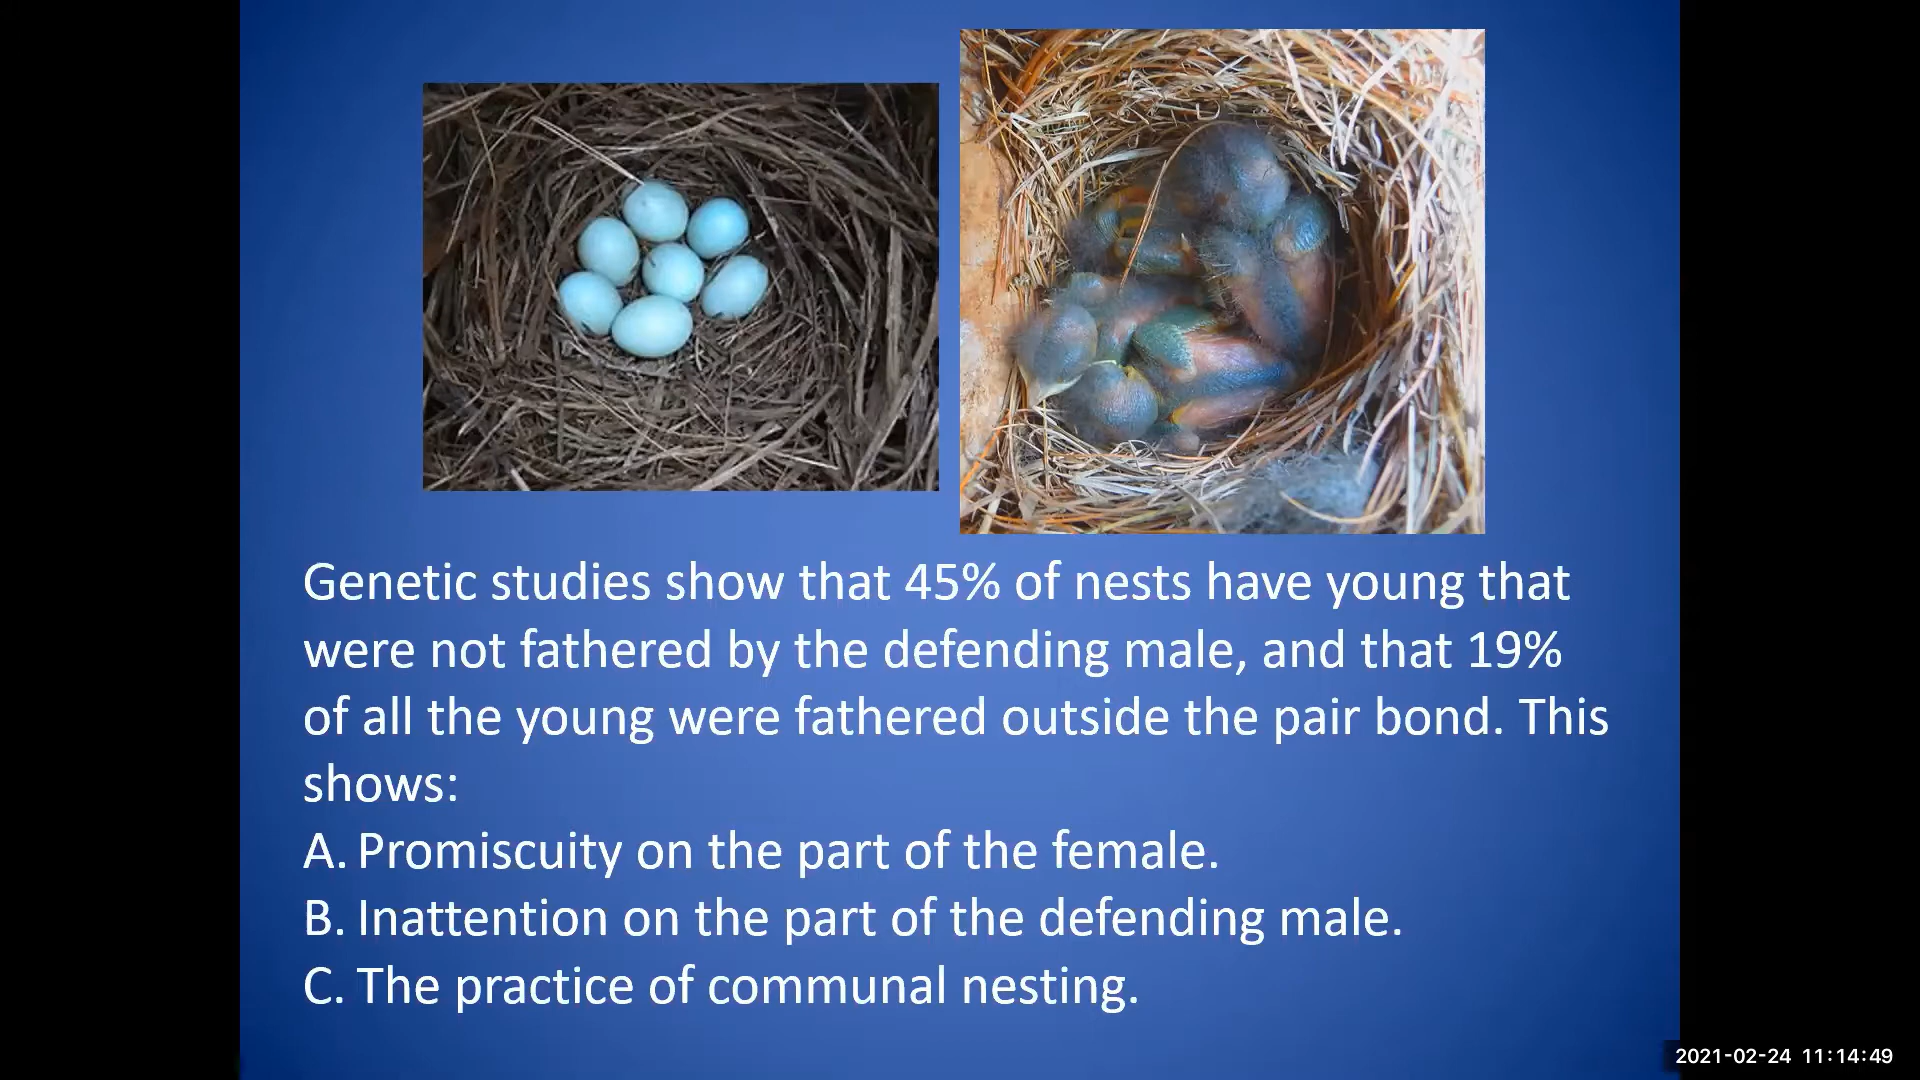 Genetic studies show that 45% of nests have young that
were not fathered by the defending male, and that 19%
of all the young were fathered outside the pair bond. This
shows:
A. Promiscuity on the part of the female.
B. Inattention on the part of the defending male.
C. The practice of communal nesting.
2021-02-24 11:14:49